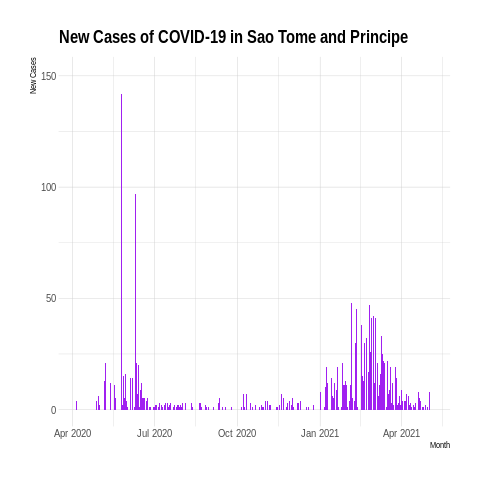 New Cases of COVID-19 in Sao Tome and Principe
New Cases
150
100
50
0
Apr 2020
Jul 2020
Oct 2020
Jan 2021
Apr 2021
Month